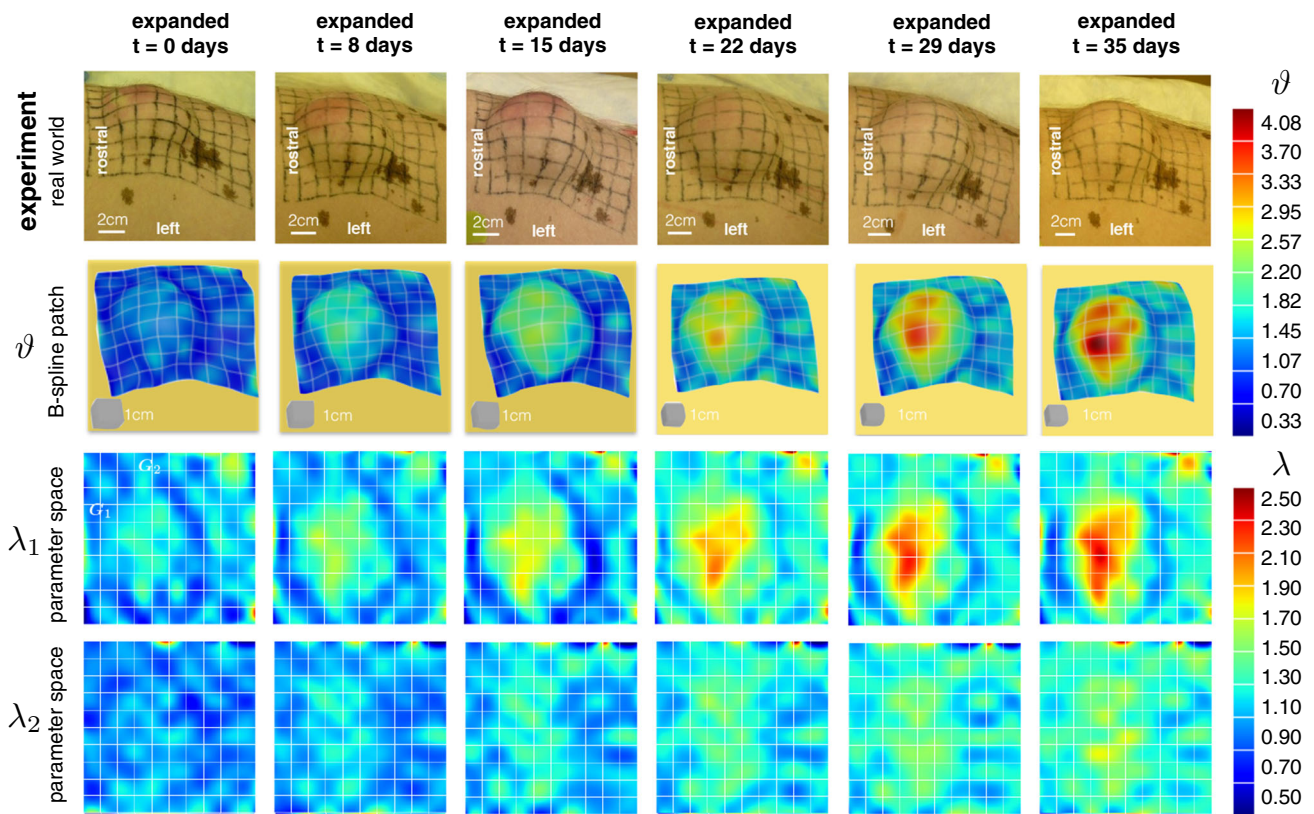 expanded
t = 0 days
expanded
t = 8 days
expanded
t = 15 days
expanded
t = 22 days
expanded
t = 29 days
expanded
t = 35 days
experiment
real world
rostral
2cm
left
rostral
2cm
left
rostral
2cm
left
rostral
2cm
left
rostral
2cm
left
rostral
2cm
left
ϑ
4.08
3.70
3.33
2.95
2.57
2.20
1.82
1.45
1.07
0.70
0.33
ϑ
B-spline patch
1cm
1cm
1cm
1cm
1cm
1cm
λ₁
parameter space
G₂
G₁
λ
2.50
2.30
2.10
1.90
1.70
1.50
1.30
1.10
0.90
0.70
0.50
λ₂
parameter space